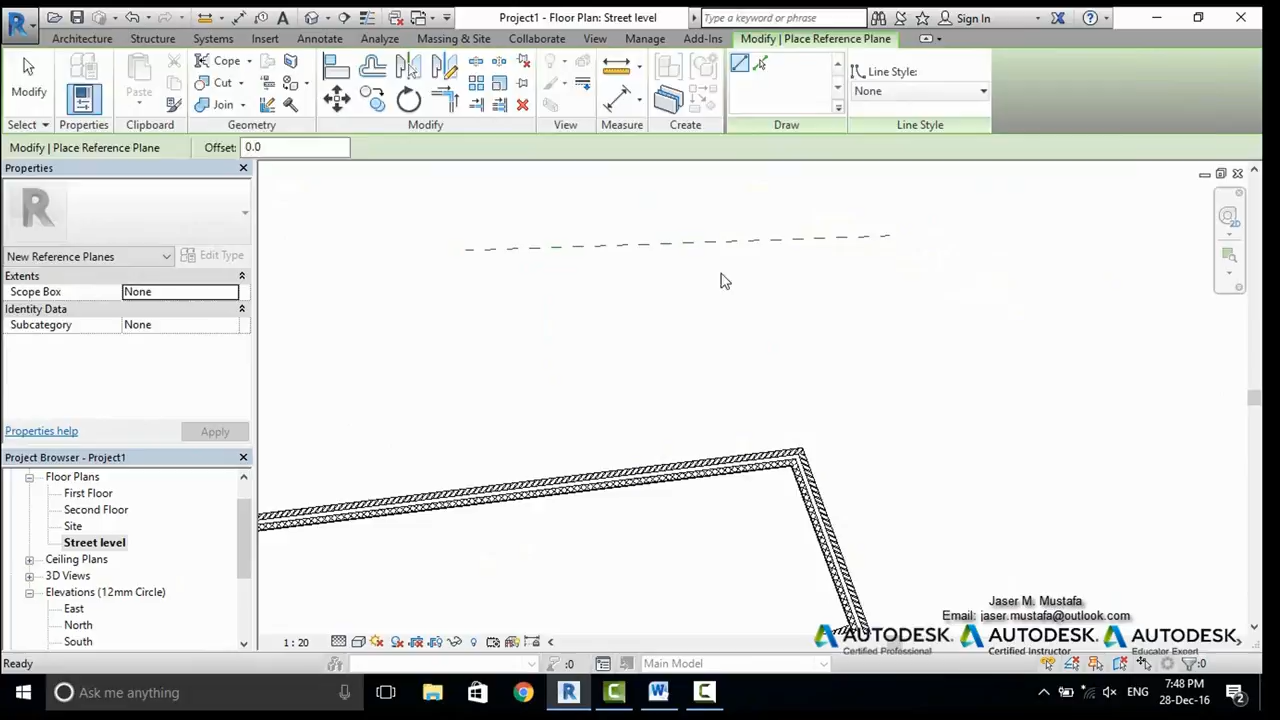 Project1 - Floor Plan: Street level
Type a keyword or phrase
Sign In
Architecture
Structure
Systems
Insert
Annotate
Analyze
Massing & Site
Collaborate
View
Manage
Add-Ins
Modify | Place Reference Plane
Modify
Paste
Cope
Cut
Join
Line Style:
None
Select
Properties
Clipboard
Geometry
Modify
View
Measure
Create
Draw
Line Style
Modify | Place Reference Plane
Offset:
0.0
Properties
New Reference Planes
Edit Type
Extents
Scope Box
None
Identity Data
Subcategory
None
Properties help
Apply
Project Browser - Project1
Floor Plans
First Floor
Second Floor
Site
Street level
Ceiling Plans
3D Views
Elevations (12mm Circle)
East
North
South
1 : 20
Jaser M. Mustafa
Email: jaser.mustafa@outlook.com
AUTODESK.
Certified Professional
AUTODESK.
Certified Instructor
AUTODESK.
Educator Expert
Ready
:0
Main Model
:0
Ask me anything
ENG
7:48 PM
28-Dec-16
2